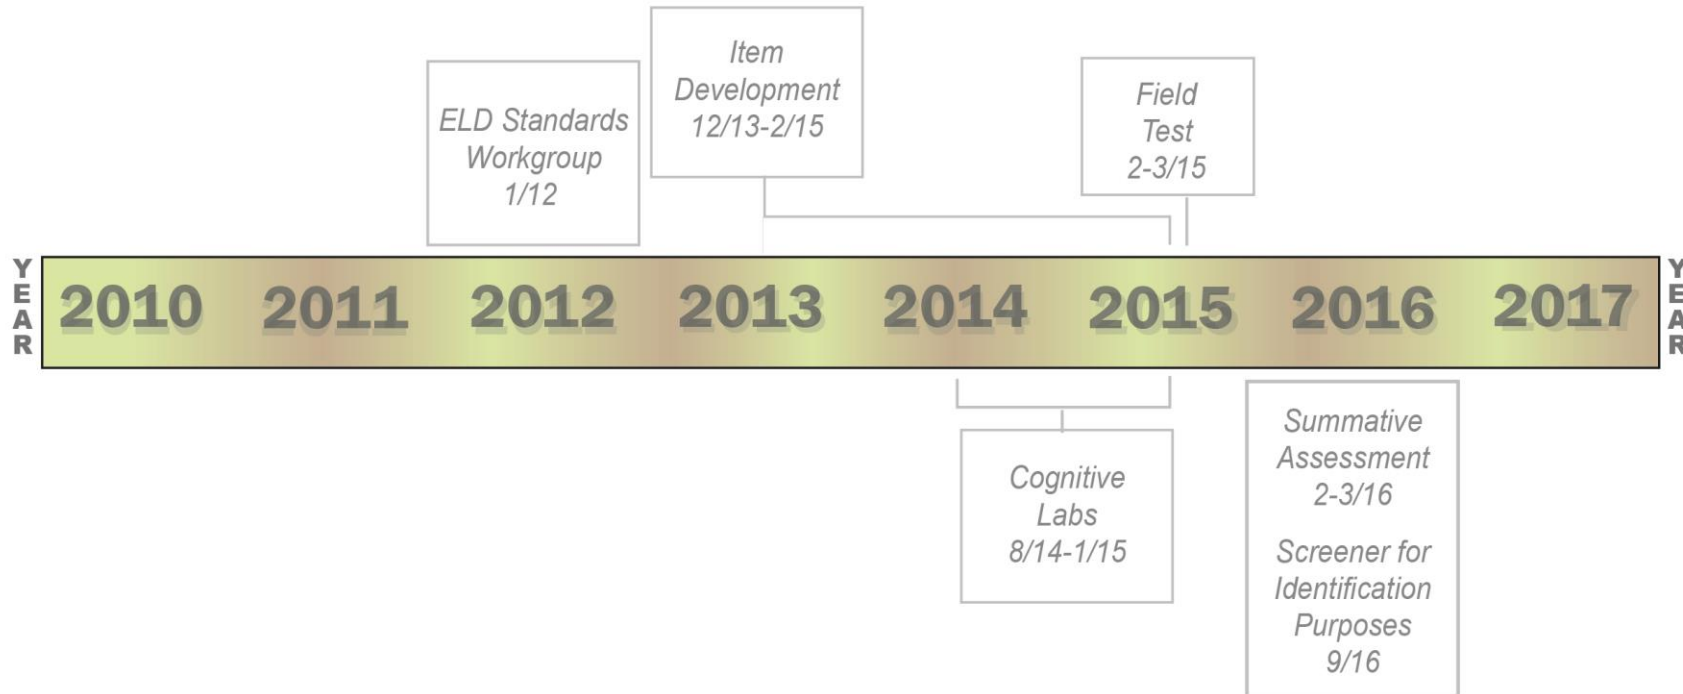 Item
Development
12/13-2/15
ELD Standards
Workgroup
1/12
Field
Test
2-3/15
YEAR
2010 2011 2012 2013 2014 2015 2016 2017
YEAR
Cognitive
Labs
8/14-1/15
Summative
Assessment
2-3/16
Screener for
Identification
Purposes
9/16